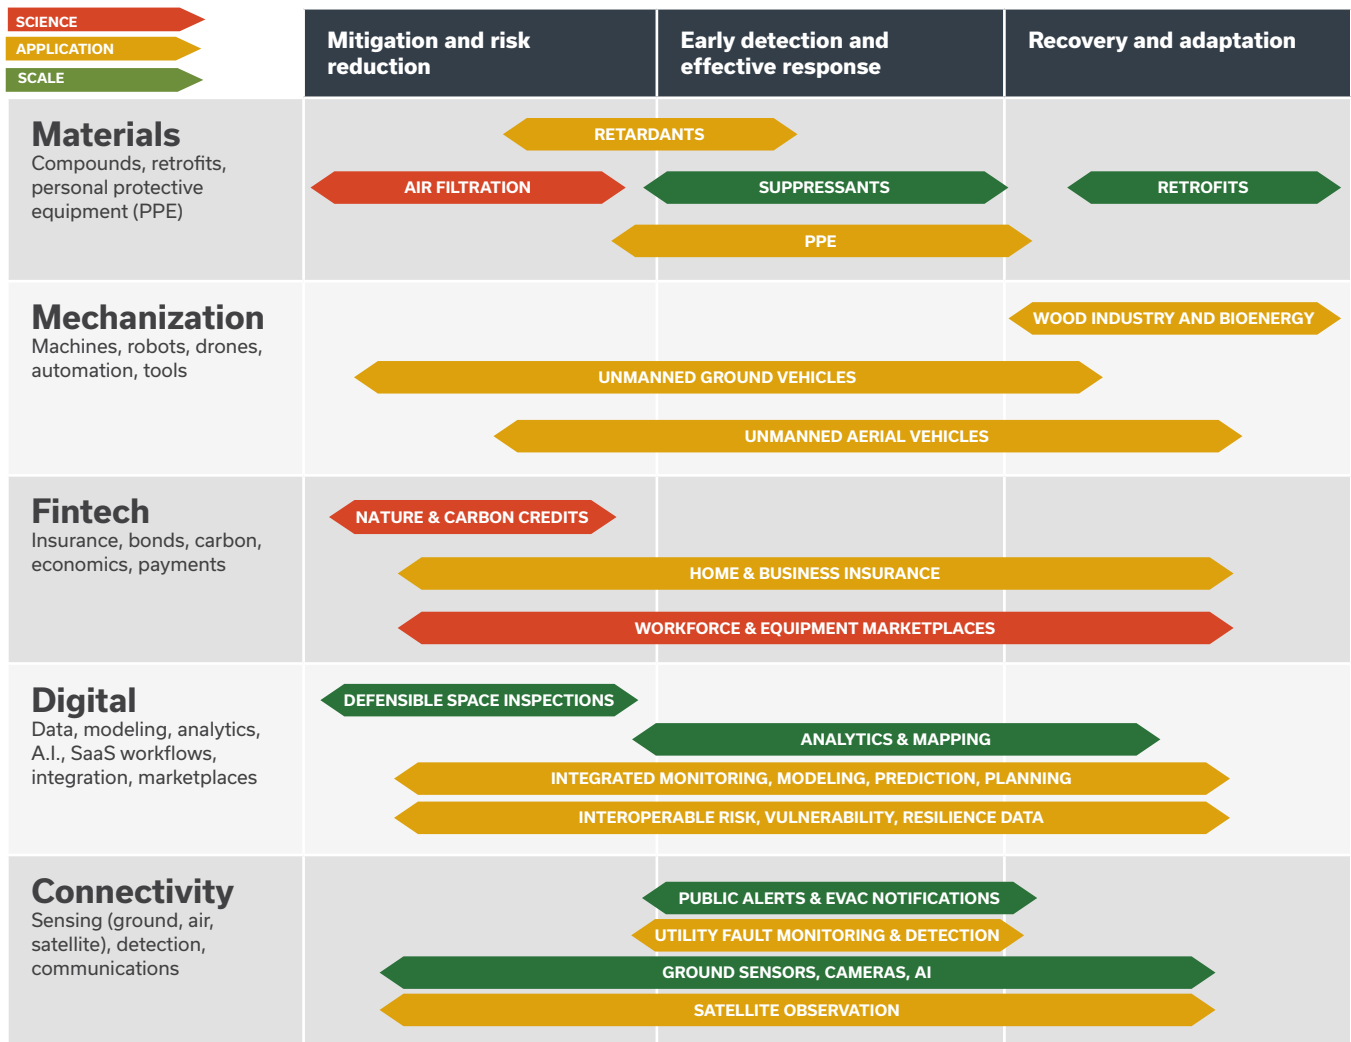 SCIENCE
APPLICATION
SCALE
Mitigation and risk
reduction
Early detection and
effective response
Recovery and adaptation
Materials
Compounds, retrofits,
personal protective
equipment (PPE)
RETARDANTS
AIR FILTRATION
SUPPRESSANTS
RETROFITS
PPE
Mechanization
Machines, robots, drones,
automation, tools
WOOD INDUSTRY AND BIOENERGY
UNMANNED GROUND VEHICLES
UNMANNED AERIAL VEHICLES
Fintech
Insurance, bonds, carbon,
economics, payments
NATURE & CARBON CREDITS
HOME & BUSINESS INSURANCE
WORKFORCE & EQUIPMENT MARKETPLACES
Digital
Data, modeling, analytics,
A.I., SaaS workflows,
integration, marketplaces
DEFENSIBLE SPACE INSPECTIONS
ANALYTICS & MAPPING
INTEGRATED MONITORING, MODELING, PREDICTION, PLANNING
INTEROPERABLE RISK, VULNERABILITY, RESILIENCE DATA
Connectivity
Sensing (ground, air,
satellite), detection,
communications
PUBLIC ALERTS & EVAC NOTIFICATIONS
UTILITY FAULT MONITORING & DETECTION
GROUND SENSORS, CAMERAS, AI
SATELLITE OBSERVATION